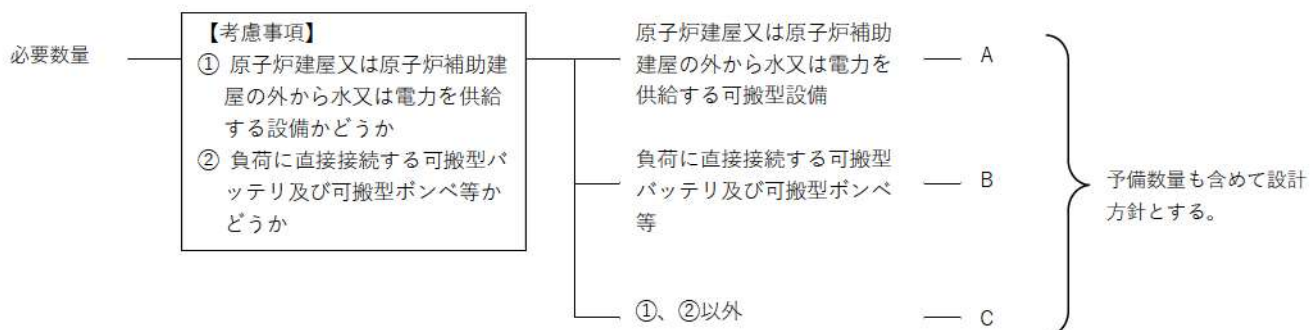 必要数量
【考慮事項】
① 原子炉建屋又は原子炉補助建
屋の外から水又は電力を供給
する設備かどうか
② 負荷に直接接続する可搬型バ
ッテリ及び可搬型ボンベ等か
どうか
原子炉建屋又は原子炉補助
建屋の外から水又は電力を
供給する可搬型設備
A
負荷に直接接続する可搬型
バッテリ及び可搬型ボンベ
等
B
①、②以外
C
予備数量も含めて設計
方針とする。